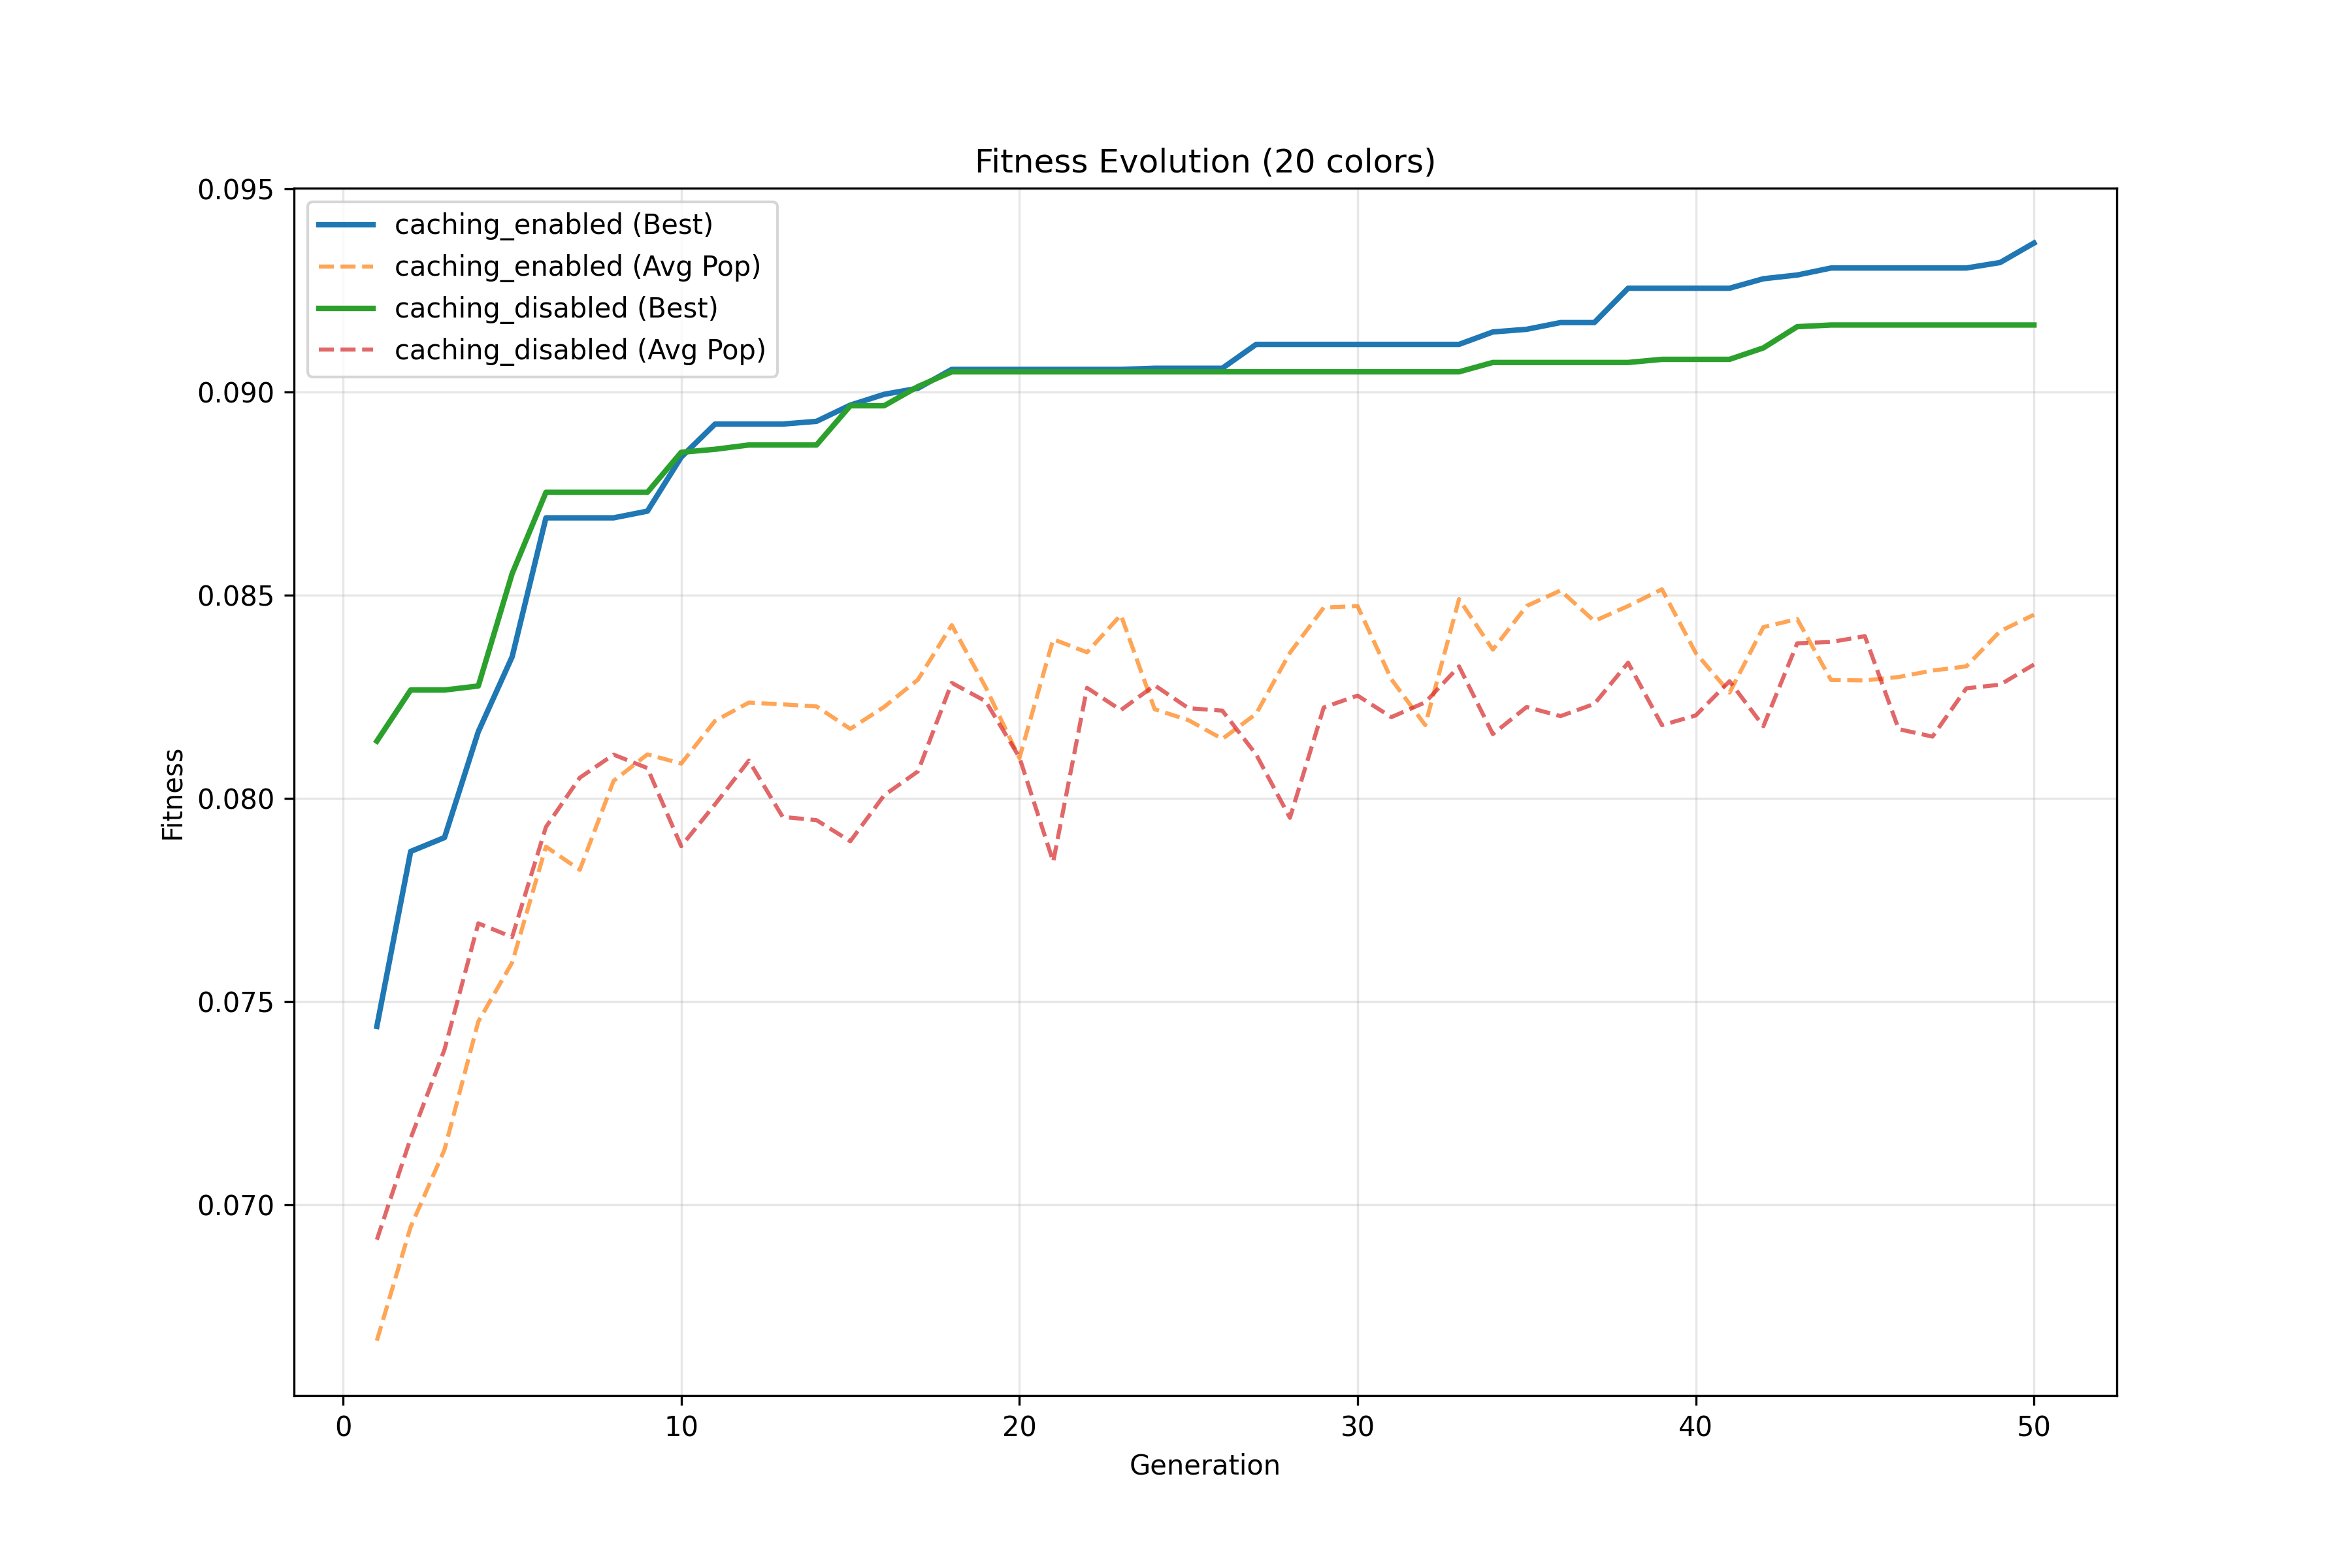 Fitness Evolution (20 colors)
0.095
0.090
0.085
0.080
0.075
0.070
Fitness
caching_enabled (Best)
caching_enabled (Avg Pop)
caching_disabled (Best)
caching_disabled (Avg Pop)
0 10 20 30 40 50
Generation